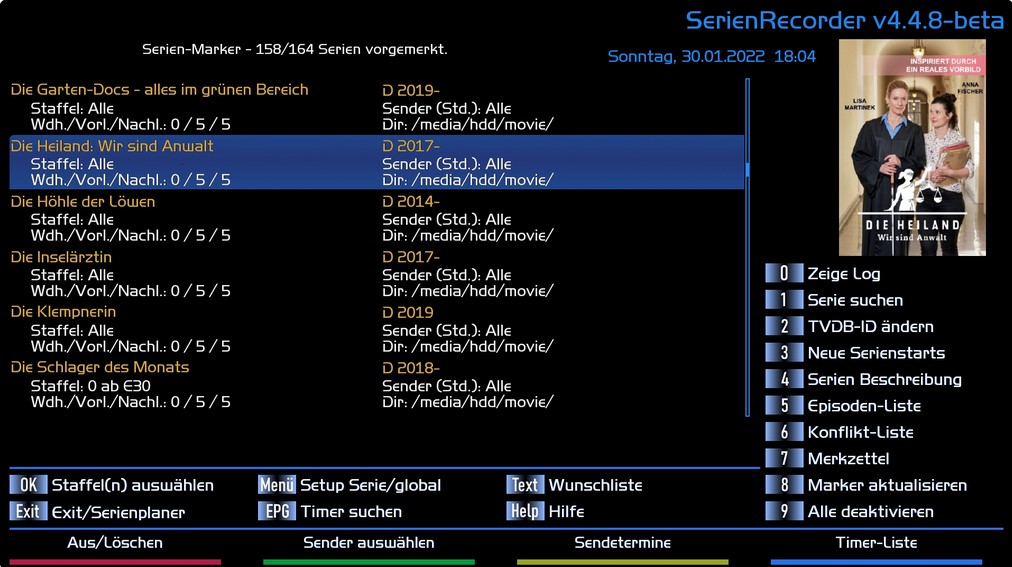 SerienRecorder v4.4.8-beta
Serien-Marker - 158/164 Serien vorgemerkt.
Sonntag, 30.01.2022 18:04
Die Garten-Docs - alles im grünen Bereich D 2019-
Staffel: Alle Sender (Std.): Alle
Wdh./Vorl./Nachl.: 0 / 5 / 5 Dir: /media/hdd/movie/
Die Heiland: Wir sind Anwalt D 2017-
Staffel: Alle Sender (Std.): Alle
Wdh./Vorl./Nachl.: 0 / 5 / 5 Dir: /media/hdd/movie/
Die Höhle der Löwen D 2014-
Staffel: Alle Sender (Std.): Alle
Wdh./Vorl./Nachl.: 0 / 5 / 5 Dir: /media/hdd/movie/
Die Inselärztin D 2017-
Staffel: Alle Sender (Std.): Alle
Wdh./Vorl./Nachl.: 0 / 5 / 5 Dir: /media/hdd/movie/
Die Klempnerin D 2019
Staffel: Alle Sender (Std.): Alle
Wdh./Vorl./Nachl.: 0 / 5 / 5 Dir: /media/hdd/movie/
Die Schlager des Monats D 2018-
Staffel: 0 ab E30 Sender (Std.): Alle
Wdh./Vorl./Nachl.: 0 / 5 / 5 Dir: /media/hdd/movie/
INSPIRIERT DURCH
EIN REALES VORBILD
LISA
MARTINEK
ANNA
FISCHER
DIE HEILAND
Wir sind Anwalt
0 Zeige Log
1 Serie suchen
2 TVDB-ID ändern
3 Neue Serienstarts
4 Serien Beschreibung
5 Episoden-Liste
6 Konflikt-Liste
7 Merkzettel
8 Marker aktualisieren
9 Alle deaktivieren
OK Staffel(n) auswählen Menü Setup Serie/global Text Wunschliste
Exit Exit/Serienplaner EPG Timer suchen Help Hilfe
Aus/Löschen Sender auswählen Sendetermine Timer-Liste